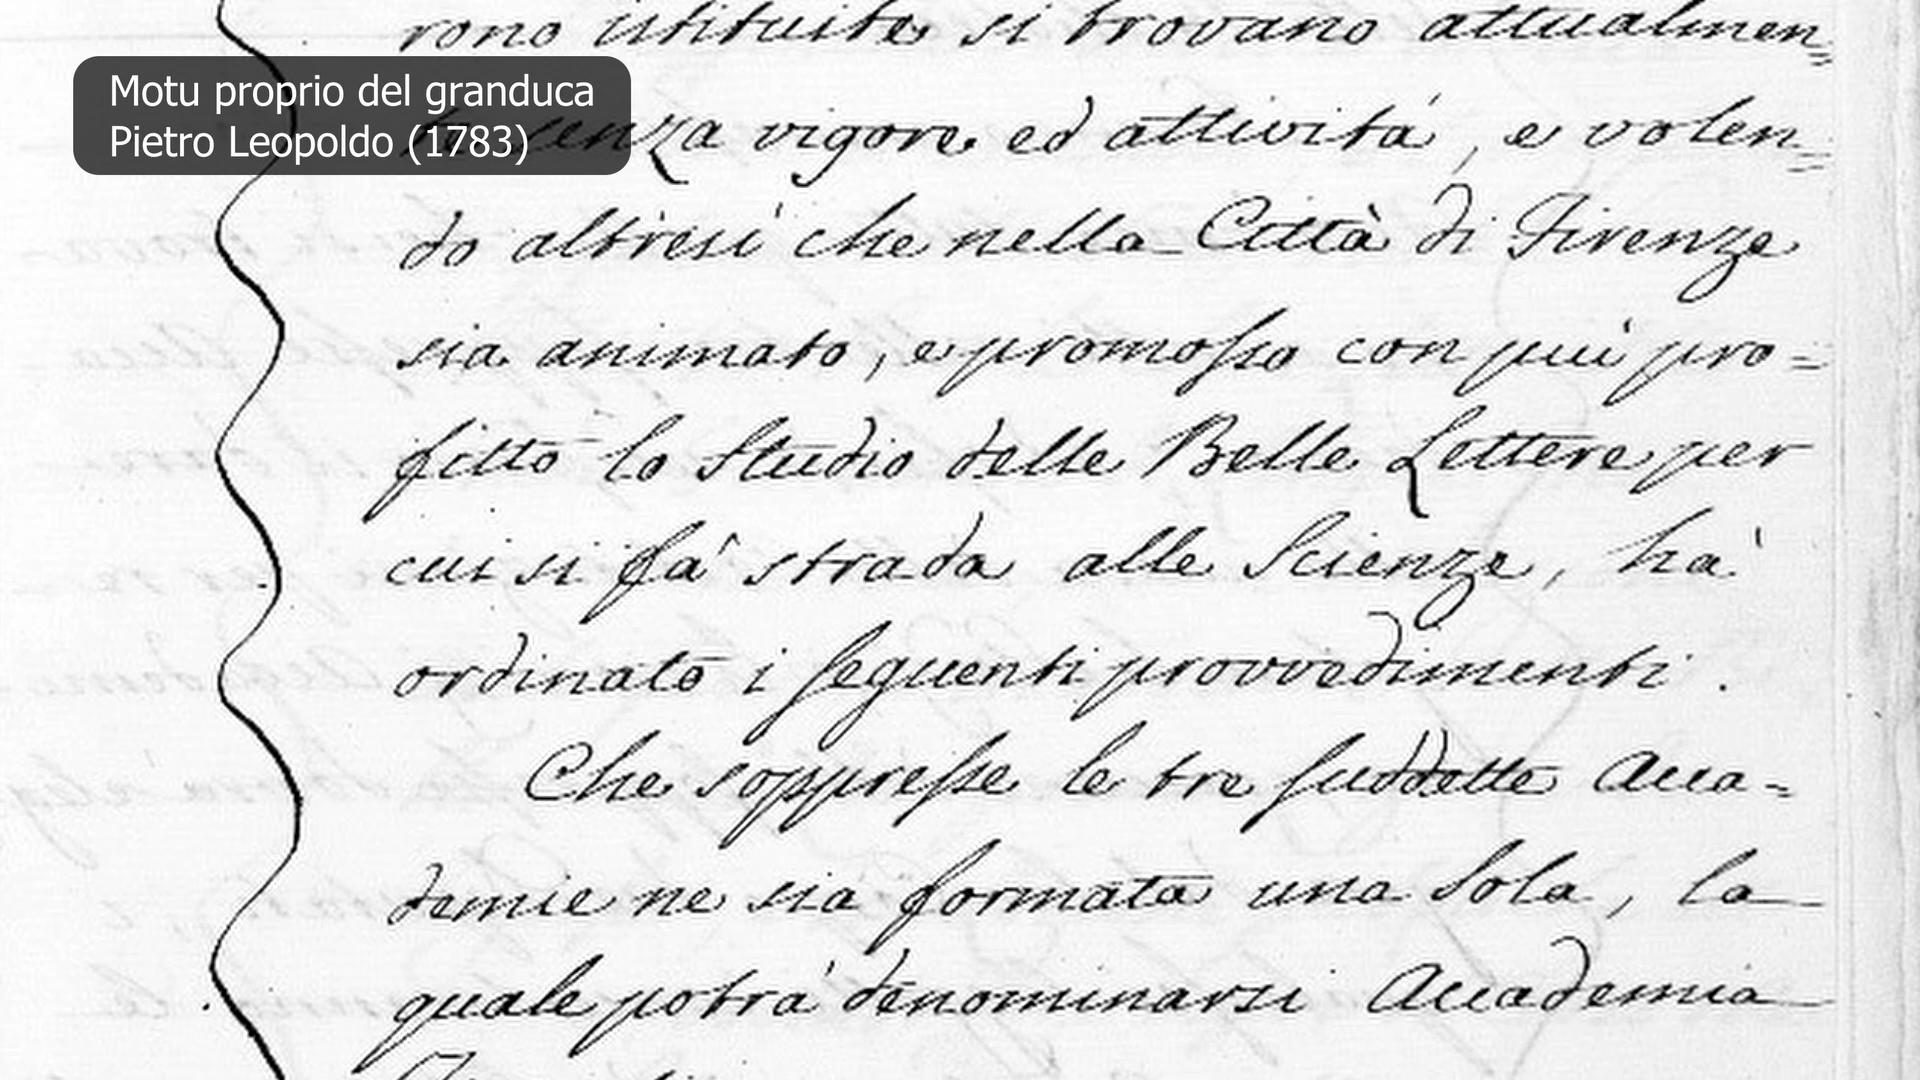 rono istituite si trovano attualmen=
Motu proprio del granduca
Pietro Leopoldo (1783)
te senza vigore, ed attività, e volen=
do altresì che nella Città di Firenze
sia animato, e promosso con più pro=
fitto lo Studio delle Belle Lettere per
cui si fà strada alle Scienze, hà
ordinato i seguenti provvedimenti.
Che soppresse le tre suddette Acca=
demie ne sia formata una sola, la
quale potrà denominarsi Accademia